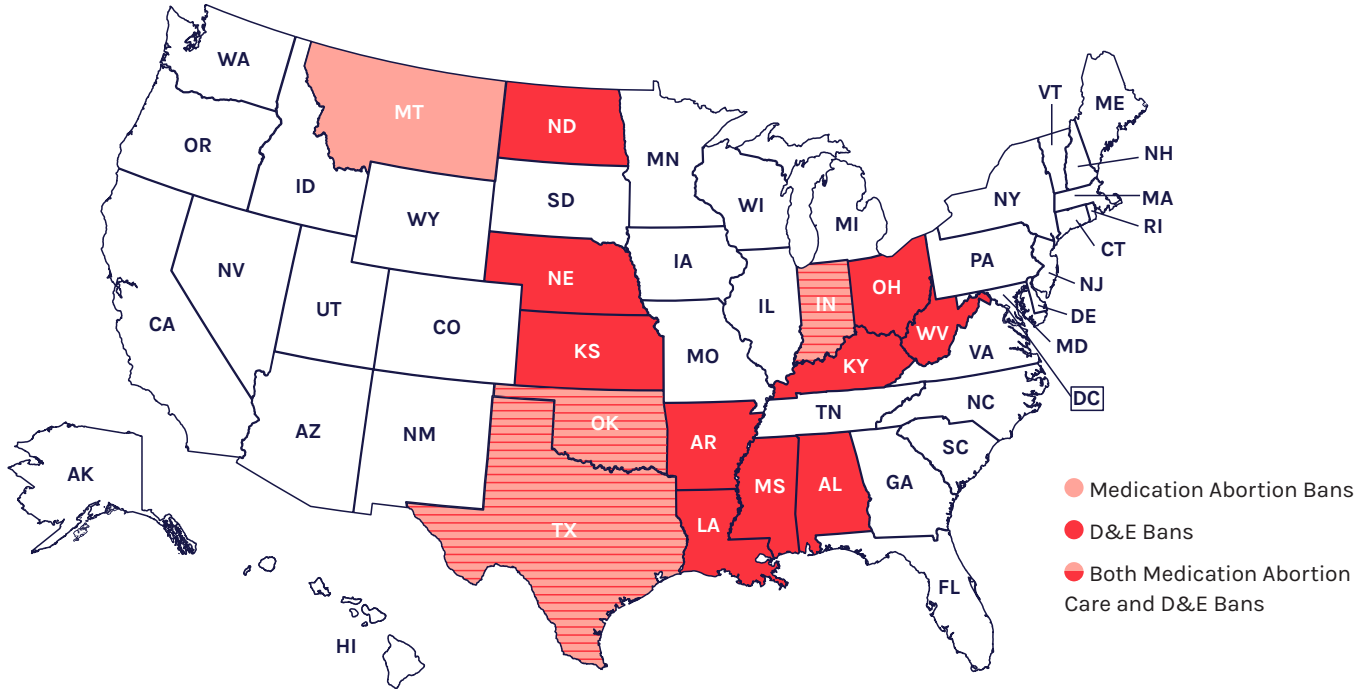 WA
OR
CA
NV
ID
MT
WY
UT
AZ
CO
NM
ND
SD
NE
KS
OK
TX
MN
IA
MO
AR
LA
WI
IL
MI
IN
OH
KY
TN
MS
AL
GA
FL
SC
NC
VA
WV
PA
NY
VT
ME
NH
MA
RI
CT
NJ
DE
MD
DC
AK
HI
Medication Abortion Bans
D&E Bans
Both Medication Abortion
Care and D&E Bans